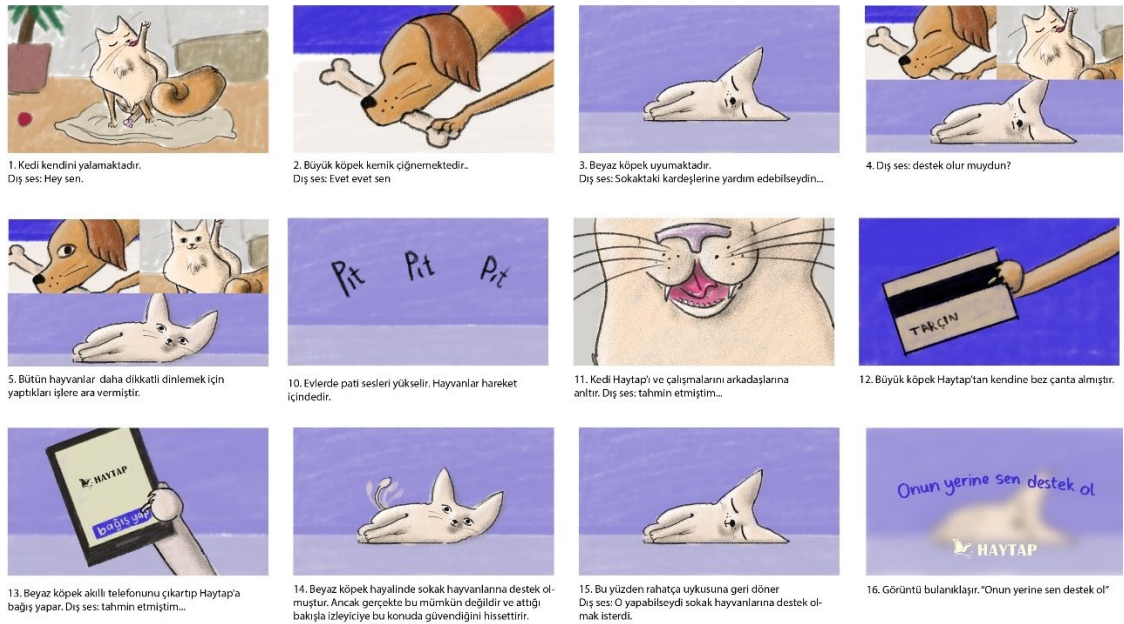 1. Kedi kendini yalamaktadır.
Dış ses: Hey sen.
2. Büyük köpek kemik çiğnemektedir..
Dış ses: Evet evet sen
3. Beyaz köpek uyumaktadır.
Dış ses: Sokaktaki kardeşlerine yardım edebilseydin...
4. Dış ses: destek olur muydun?
5. Bütün hayvanlar daha dikkatli dinlemek için
yaptıkları işlere ara vermiştir.
Pıt Pıt Pıt
10. Evlerde pati sesleri yükselir. Hayvanlar hareket
içindedir.
11. Kedi Haytap'ı ve çalışmalarını arkadaşlarına
anltır. Dış ses: tahmin etmiştim...
TARÇIN
12. Büyük köpek Haytap'tan kendine bez çanta almıştır.
HAYTAP
bağış yap
13. Beyaz köpek akıllı telefonunu çıkartıp Haytap'a
bağış yapar. Dış ses: tahmin etmiştim...
14. Beyaz köpek hayalinde sokak hayvanlarına destek ol-
muştur. Ancak gerçekte bu mümkün değildir ve attığı
bakışla izleyiciye bu konuda güvendiğini hissettirir.
15. Bu yüzden rahatça uykusuna geri döner
Dış ses: O yapabilseydi sokak hayvanlarına destek ol-
mak isterdi.
Onun yerine sen destek ol
HAYTAP
16. Görüntü bulanıklaşır. "Onun yerine sen destek ol"